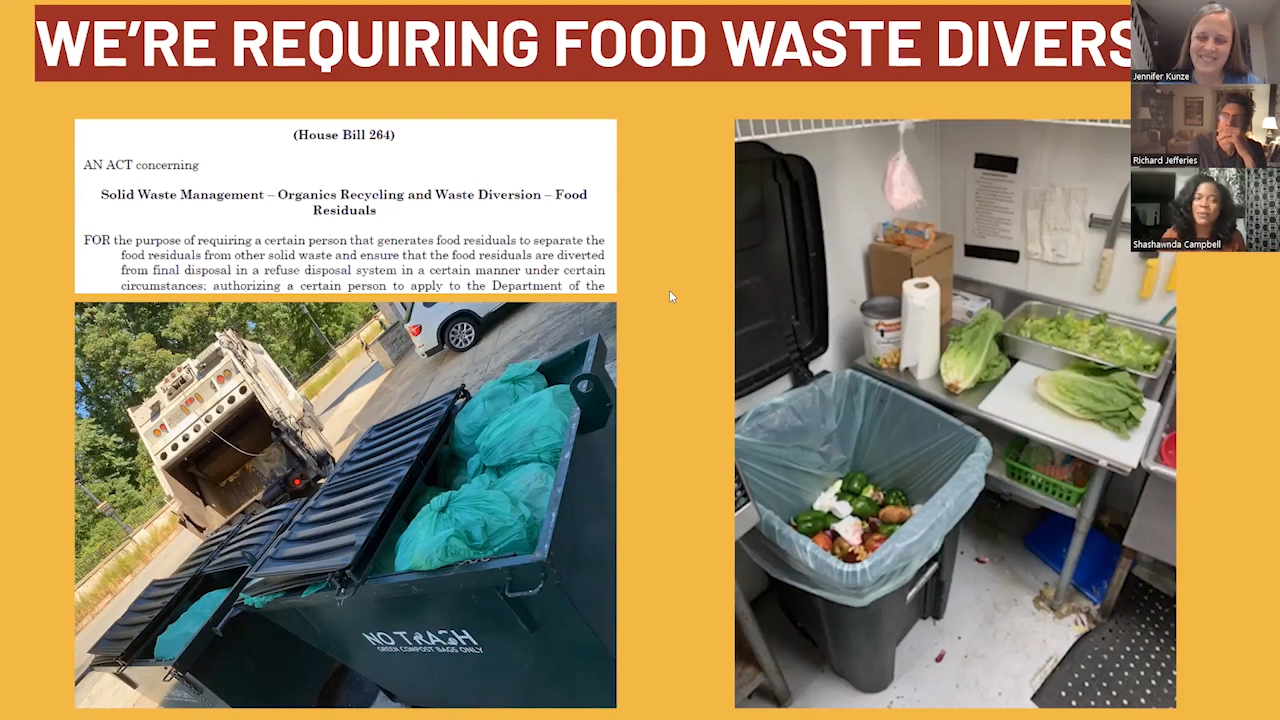 WE'RE REQUIRING FOOD WASTE DIVERS
Jennifer Kunze
Richard Jefferies
Shashawnda Campbell
(House Bill 264)
AN ACT concerning
Solid Waste Management – Organics Recycling and Waste Diversion – Food
Residuals
FOR the purpose of requiring a certain person that generates food residuals to separate the
food residuals from other solid waste and ensure that the food residuals are diverted
from final disposal in a refuse disposal system in a certain manner under certain
circumstances; authorizing a certain person to apply to the Department of the
NO TRASH
GREEN COMPOST BAGS ONLY